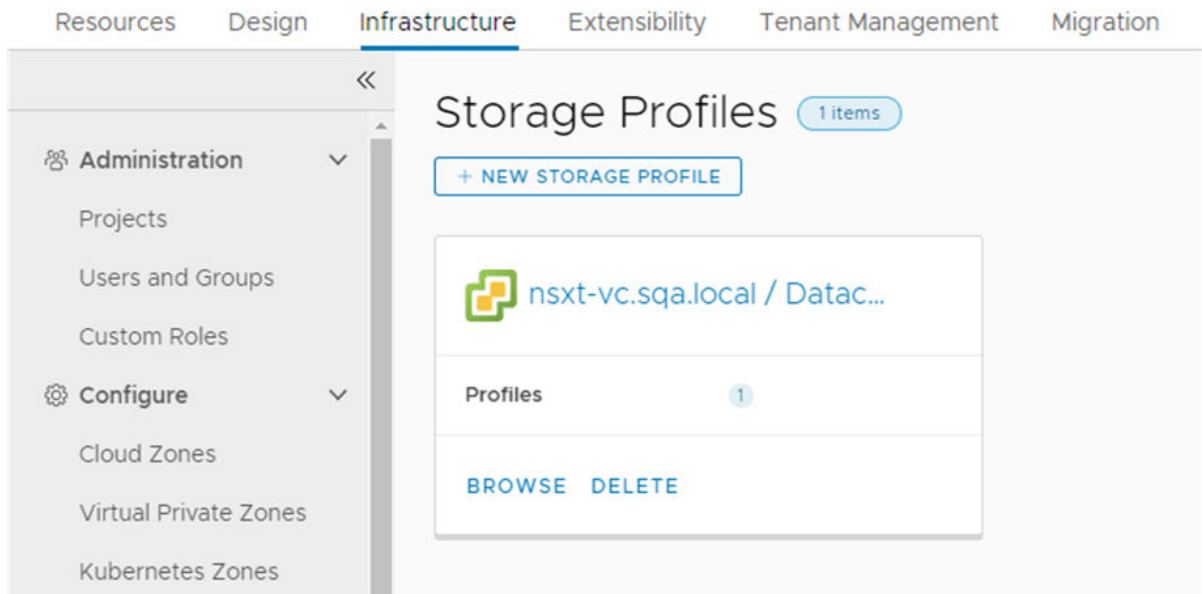 Resources Design Infrastructure Extensibility Tenant Management Migration
Administration
Projects
Users and Groups
Custom Roles
Configure
Cloud Zones
Virtual Private Zones
Kubernetes Zones
Storage Profiles 1 items
+ NEW STORAGE PROFILE
nsxt-vc.sqa.local / Datac...
Profiles 1
BROWSE DELETE